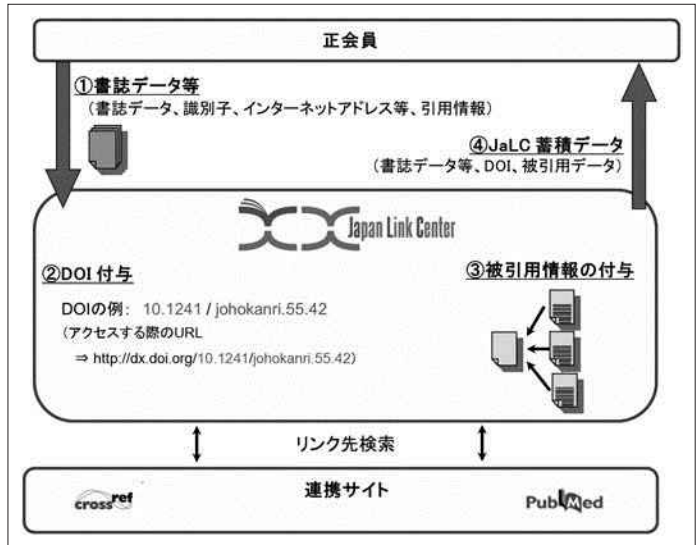 正会員
①書誌データ等
(書誌データ、識別子、インターネットアドレス等、引用情報)
④JaLC 蓄積データ
(書誌データ等、DOI、被引用データ)
Japan Link Center
②DOI 付与
③被引用情報の付与
DOIの例: 10.1241 / johokanri.55.42
(アクセスする際のURL
⇒ http://dx.doi.org/10.1241/johokanri.55.42)
リンク先検索
連携サイト
crossref
PubMed